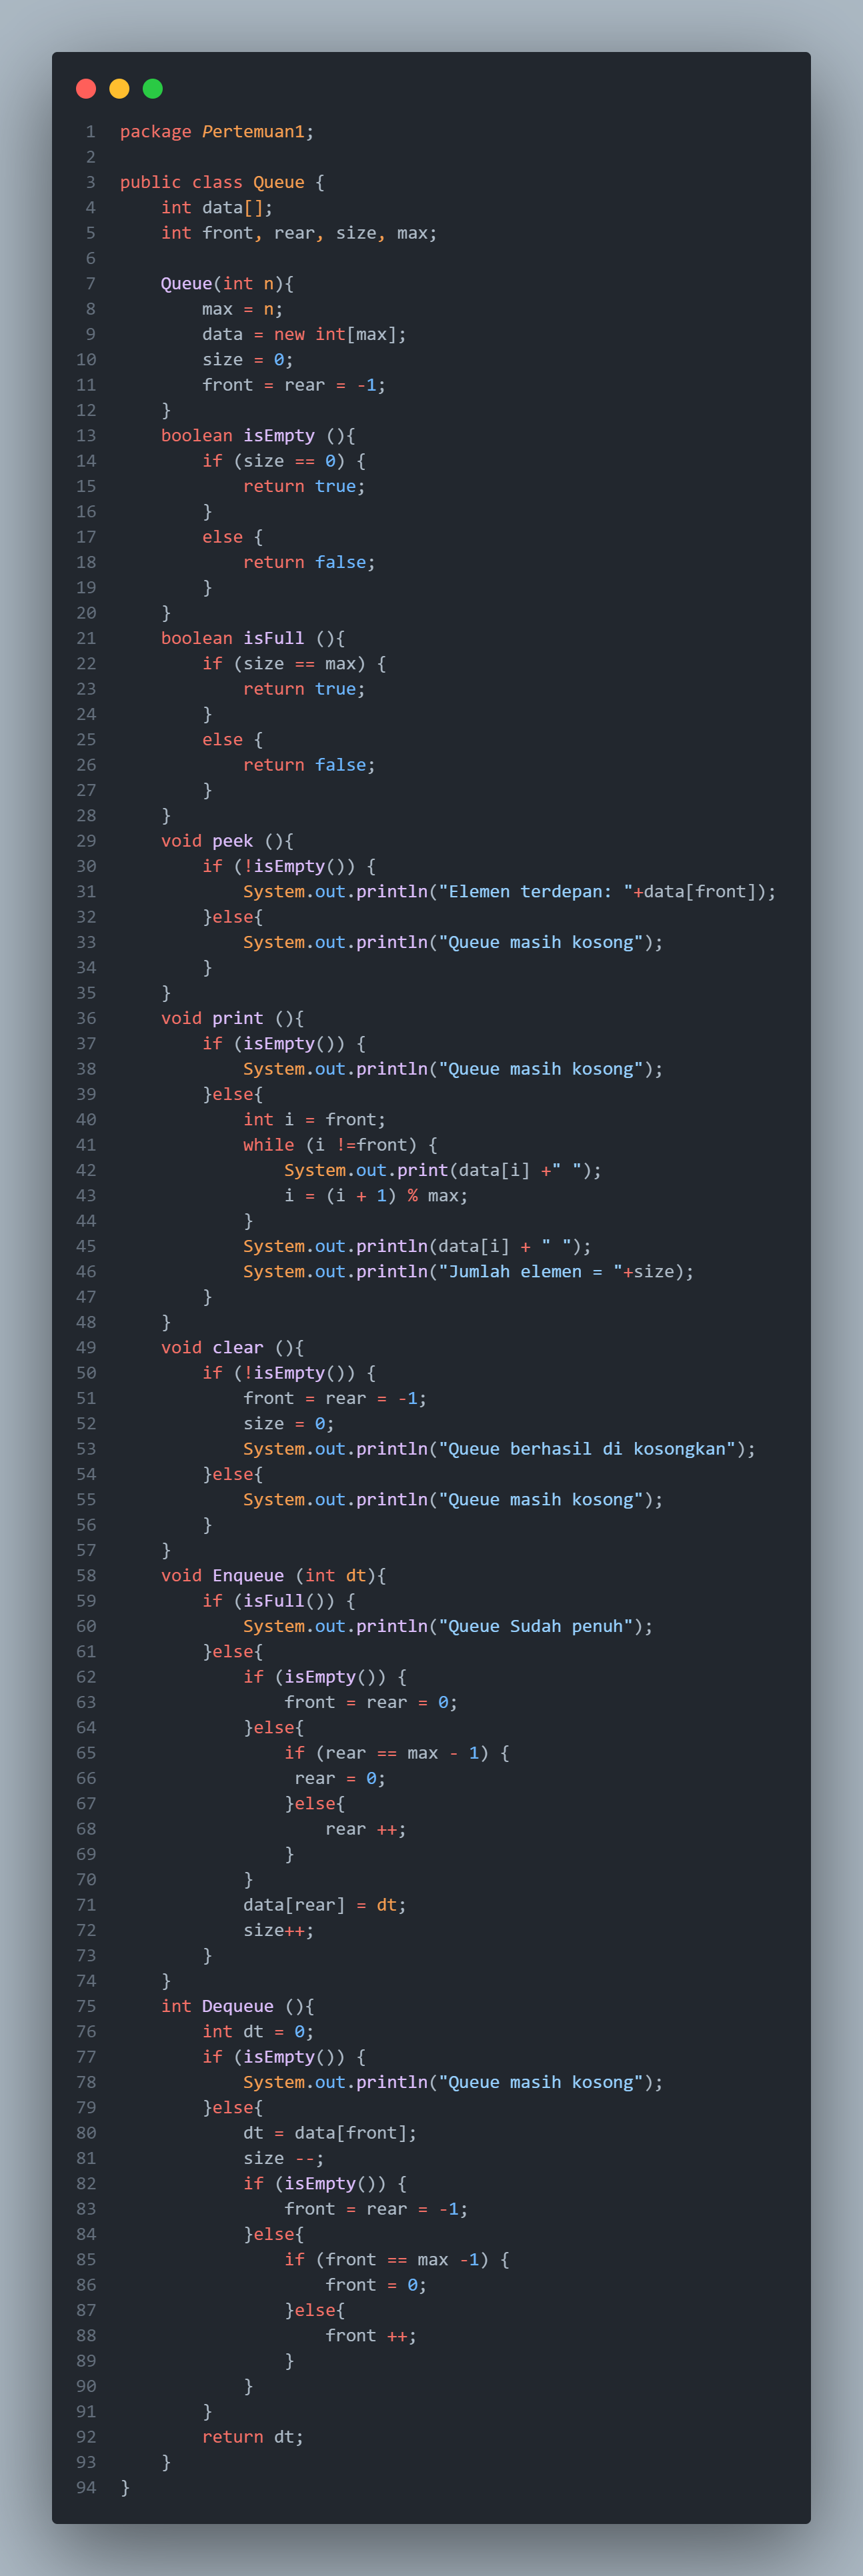 1 package Pertemuan1;
2
3 public class Queue {
4     int data[];
5     int front, rear, size, max;
6
7     Queue(int n){
8         max = n;
9         data = new int[max];
10         size = 0;
11         front = rear = -1;
12     }
13     boolean isEmpty (){
14         if (size == 0) {
15             return true;
16         }
17         else {
18             return false;
19         }
20     }
21     boolean isFull (){
22         if (size == max) {
23             return true;
24         }
25         else {
26             return false;
27         }
28     }
29     void peek (){
30         if (!isEmpty()) {
31             System.out.println("Elemen terdepan: "+data[front]);
32         }else{
33             System.out.println("Queue masih kosong");
34         }
35     }
36     void print (){
37         if (isEmpty()) {
38             System.out.println("Queue masih kosong");
39         }else{
40             int i = front;
41             while (i !=front) {
42                 System.out.print(data[i] +" ");
43                 i = (i + 1) % max;
44             }
45             System.out.println(data[i] + " ");
46             System.out.println("Jumlah elemen = "+size);
47         }
48     }
49     void clear (){
50         if (!isEmpty()) {
51             front = rear = -1;
52             size = 0;
53             System.out.println("Queue berhasil di kosongkan");
54         }else{
55             System.out.println("Queue masih kosong");
56         }
57     }
58     void Enqueue (int dt){
59         if (isFull()) {
60             System.out.println("Queue Sudah penuh");
61         }else{
62             if (isEmpty()) {
63                 front = rear = 0;
64             }else{
65                 if (rear == max - 1) {
66                  rear = 0;
67                 }else{
68                     rear ++;
69                 }
70             }
71             data[rear] = dt;
72             size++;
73         }
74     }
75     int Dequeue (){
76         int dt = 0;
77         if (isEmpty()) {
78             System.out.println("Queue masih kosong");
79         }else{
80             dt = data[front];
81             size --;
82             if (isEmpty()) {
83                 front = rear = -1;
84             }else{
85                 if (front == max -1) {
86                     front = 0;
87                 }else{
88                     front ++;
89                 }
90             }
91         }
92         return dt;
93     }
94 }